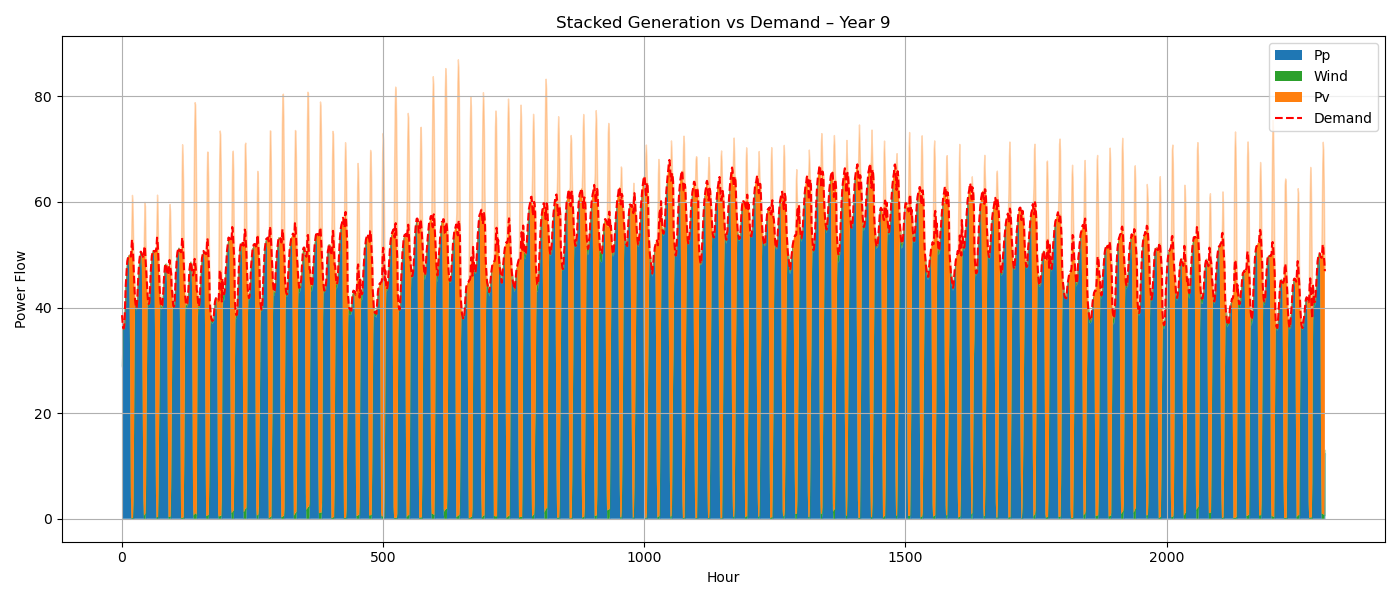 Stacked Generation vs Demand – Year 9
Pp
Wind
Pv
Demand
Power Flow
80
60
40
20
0
0 500 1000 1500 2000
Hour